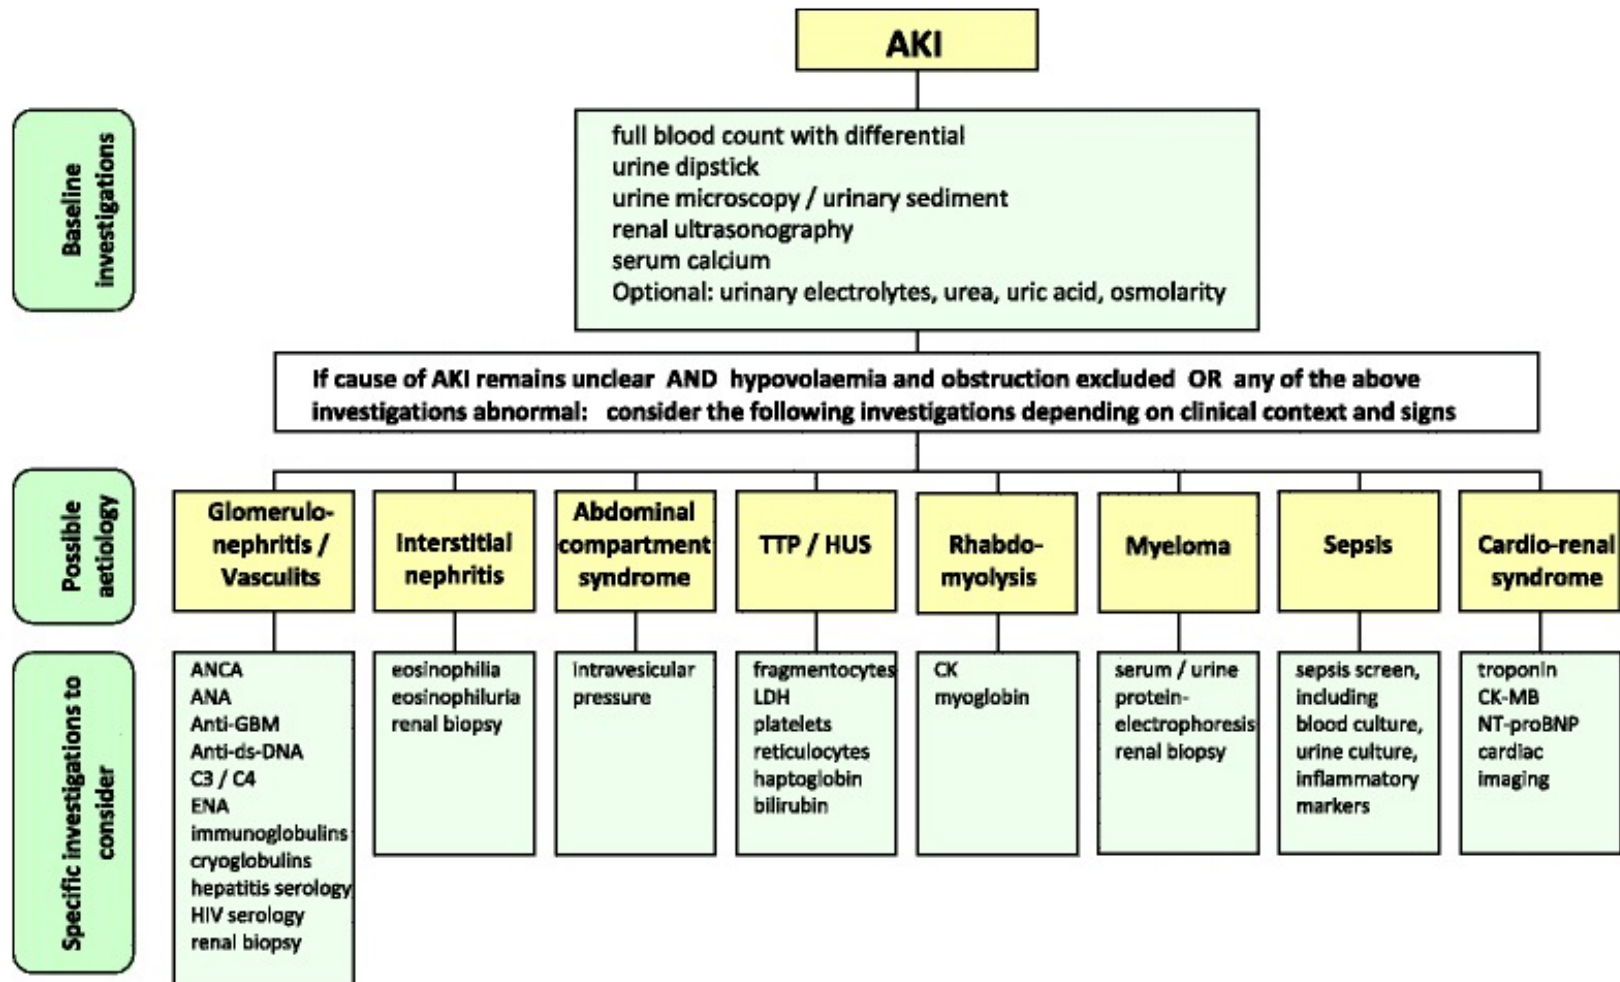 AKI
Baseline
investigations
full blood count with differential
urine dipstick
urine microscopy / urinary sediment
renal ultrasonography
serum calcium
Optional: urinary electrolytes, urea, uric acid, osmolarity
If cause of AKI remains unclear AND hypovolaemia and obstruction excluded OR any of the above
investigations abnormal: consider the following investigations depending on clinical context and signs
Possible
aetiology
Glomerulo-
nephritis /
Vasculits
Interstitial
nephritis
Abdominal
compartment
syndrome
TTP / HUS
Rhabdo-
myolysis
Myeloma
Sepsis
Cardio-renal
syndrome
Specific investigations to
consider
ANCA
ANA
Anti-GBM
Anti-ds-DNA
C3 / C4
ENA
immunoglobulins
cryoglobulins
hepatitis serology
HIV serology
renal biopsy
eosinophilia
eosinophiluria
renal biopsy
intravesicular
pressure
fragmentocytes
LDH
platelets
reticulocytes
haptoglobin
bilirubin
CK
myoglobin
serum / urine
protein-
electrophoresis
renal biopsy
sepsis screen,
including
blood culture,
urine culture,
inflammatory
markers
troponin
CK-MB
NT-proBNP
cardiac
imaging